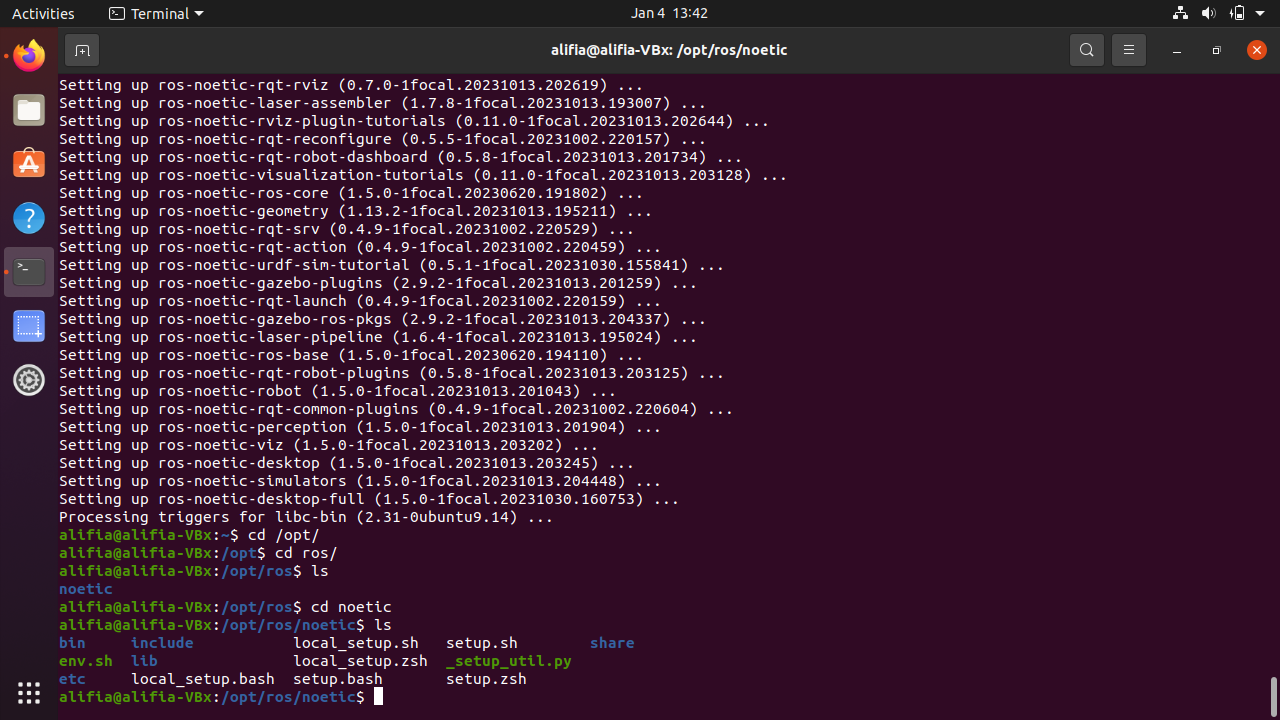 Activities Terminal Jan 4 13:42
alifia@alifia-VBx: /opt/ros/noetic
Setting up ros-noetic-rqt-rviz (0.7.0-1focal.20231013.202619) ...
Setting up ros-noetic-laser-assembler (1.7.8-1focal.20231013.193007) ...
Setting up ros-noetic-rviz-plugin-tutorials (0.11.0-1focal.20231013.202644) ...
Setting up ros-noetic-rqt-reconfigure (0.5.5-1focal.20231002.220157) ...
Setting up ros-noetic-rqt-robot-dashboard (0.5.8-1focal.20231013.201734) ...
Setting up ros-noetic-visualization-tutorials (0.11.0-1focal.20231013.203128) ...
Setting up ros-noetic-ros-core (1.5.0-1focal.20230620.191802) ...
Setting up ros-noetic-geometry (1.13.2-1focal.20231013.195211) ...
Setting up ros-noetic-rqt-srv (0.4.9-1focal.20231002.220529) ...
Setting up ros-noetic-rqt-action (0.4.9-1focal.20231002.220459) ...
Setting up ros-noetic-urdf-sim-tutorial (0.5.1-1focal.20231030.155841) ...
Setting up ros-noetic-gazebo-plugins (2.9.2-1focal.20231013.201259) ...
Setting up ros-noetic-rqt-launch (0.4.9-1focal.20231002.220159) ...
Setting up ros-noetic-gazebo-ros-pkgs (2.9.2-1focal.20231013.204337) ...
Setting up ros-noetic-laser-pipeline (1.6.4-1focal.20231013.195024) ...
Setting up ros-noetic-ros-base (1.5.0-1focal.20230620.194110) ...
Setting up ros-noetic-rqt-robot-plugins (0.5.8-1focal.20231013.203125) ...
Setting up ros-noetic-robot (1.5.0-1focal.20231013.201043) ...
Setting up ros-noetic-rqt-common-plugins (0.4.9-1focal.20231002.220604) ...
Setting up ros-noetic-perception (1.5.0-1focal.20231013.201904) ...
Setting up ros-noetic-viz (1.5.0-1focal.20231013.203202) ...
Setting up ros-noetic-desktop (1.5.0-1focal.20231013.203245) ...
Setting up ros-noetic-simulators (1.5.0-1focal.20231013.204448) ...
Setting up ros-noetic-desktop-full (1.5.0-1focal.20231030.160753) ...
Processing triggers for libc-bin (2.31-0ubuntu9.14) ...
alifia@alifia-VBx:~$ cd /opt/
alifia@alifia-VBx:/opt$ cd ros/
alifia@alifia-VBx:/opt/ros$ ls
noetic
alifia@alifia-VBx:/opt/ros$ cd noetic
alifia@alifia-VBx:/opt/ros/noetic$ ls
bin include local_setup.sh setup.sh share
env.sh lib local_setup.zsh _setup_util.py
etc local_setup.bash setup.bash setup.zsh
alifia@alifia-VBx:/opt/ros/noetic$